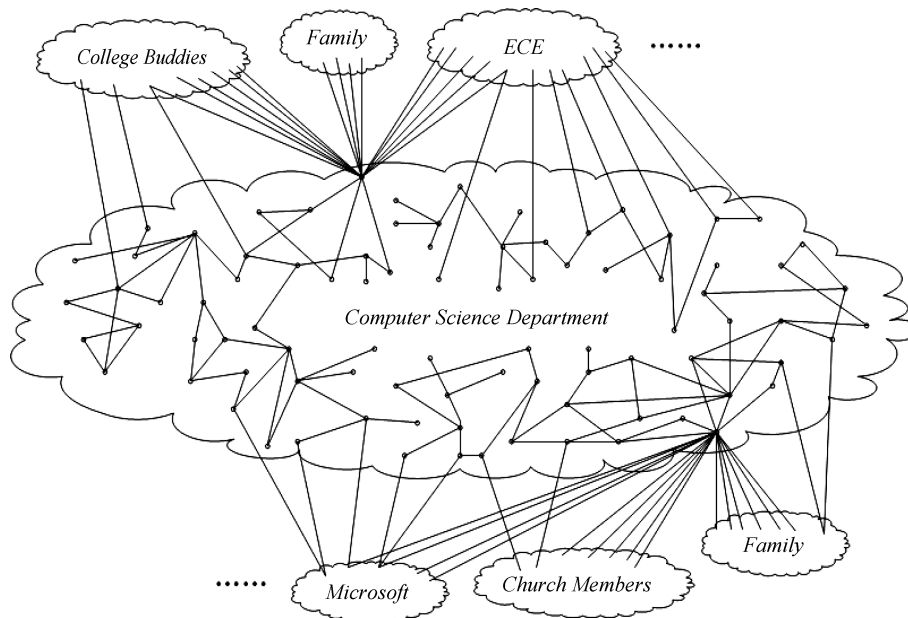 College Buddies
Family
ECE
......
Computer Science Department
Family
......
Microsoft
Church Members